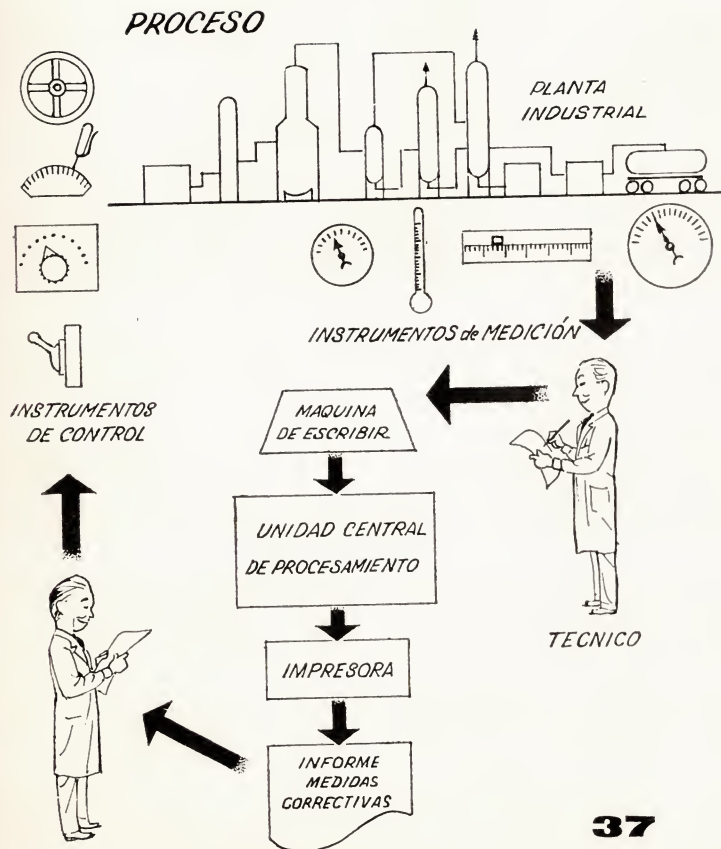 PROCESO
PLANTA
INDUSTRIAL
INSTRUMENTOS de MEDICIÓN
INSTRUMENTOS
DE CONTROL
MAQUINA
DE ESCRIBIR
UNIDAD CENTRAL
DE PROCESAMIENTO
TECNICO
IMPRESORA
INFORME
MEDIDAS
CORRECTIVAS
37